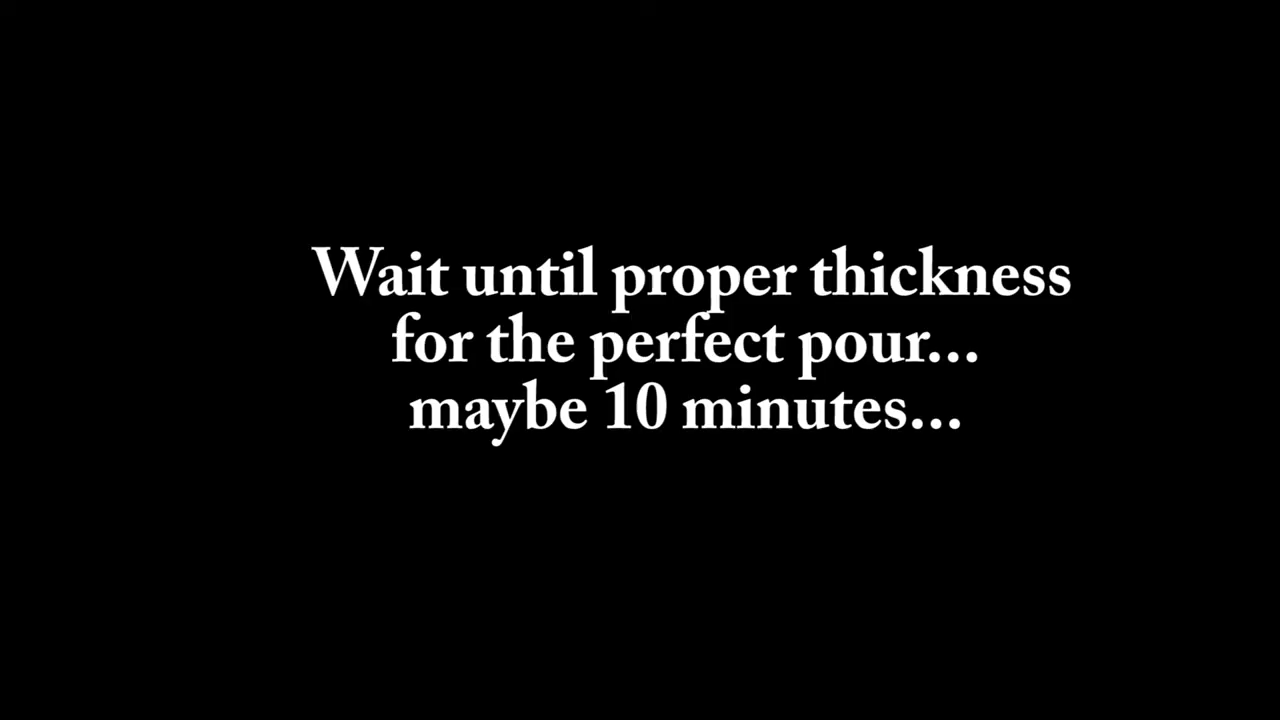 Wait until proper thickness
for the perfect pour...
maybe 10 minutes...